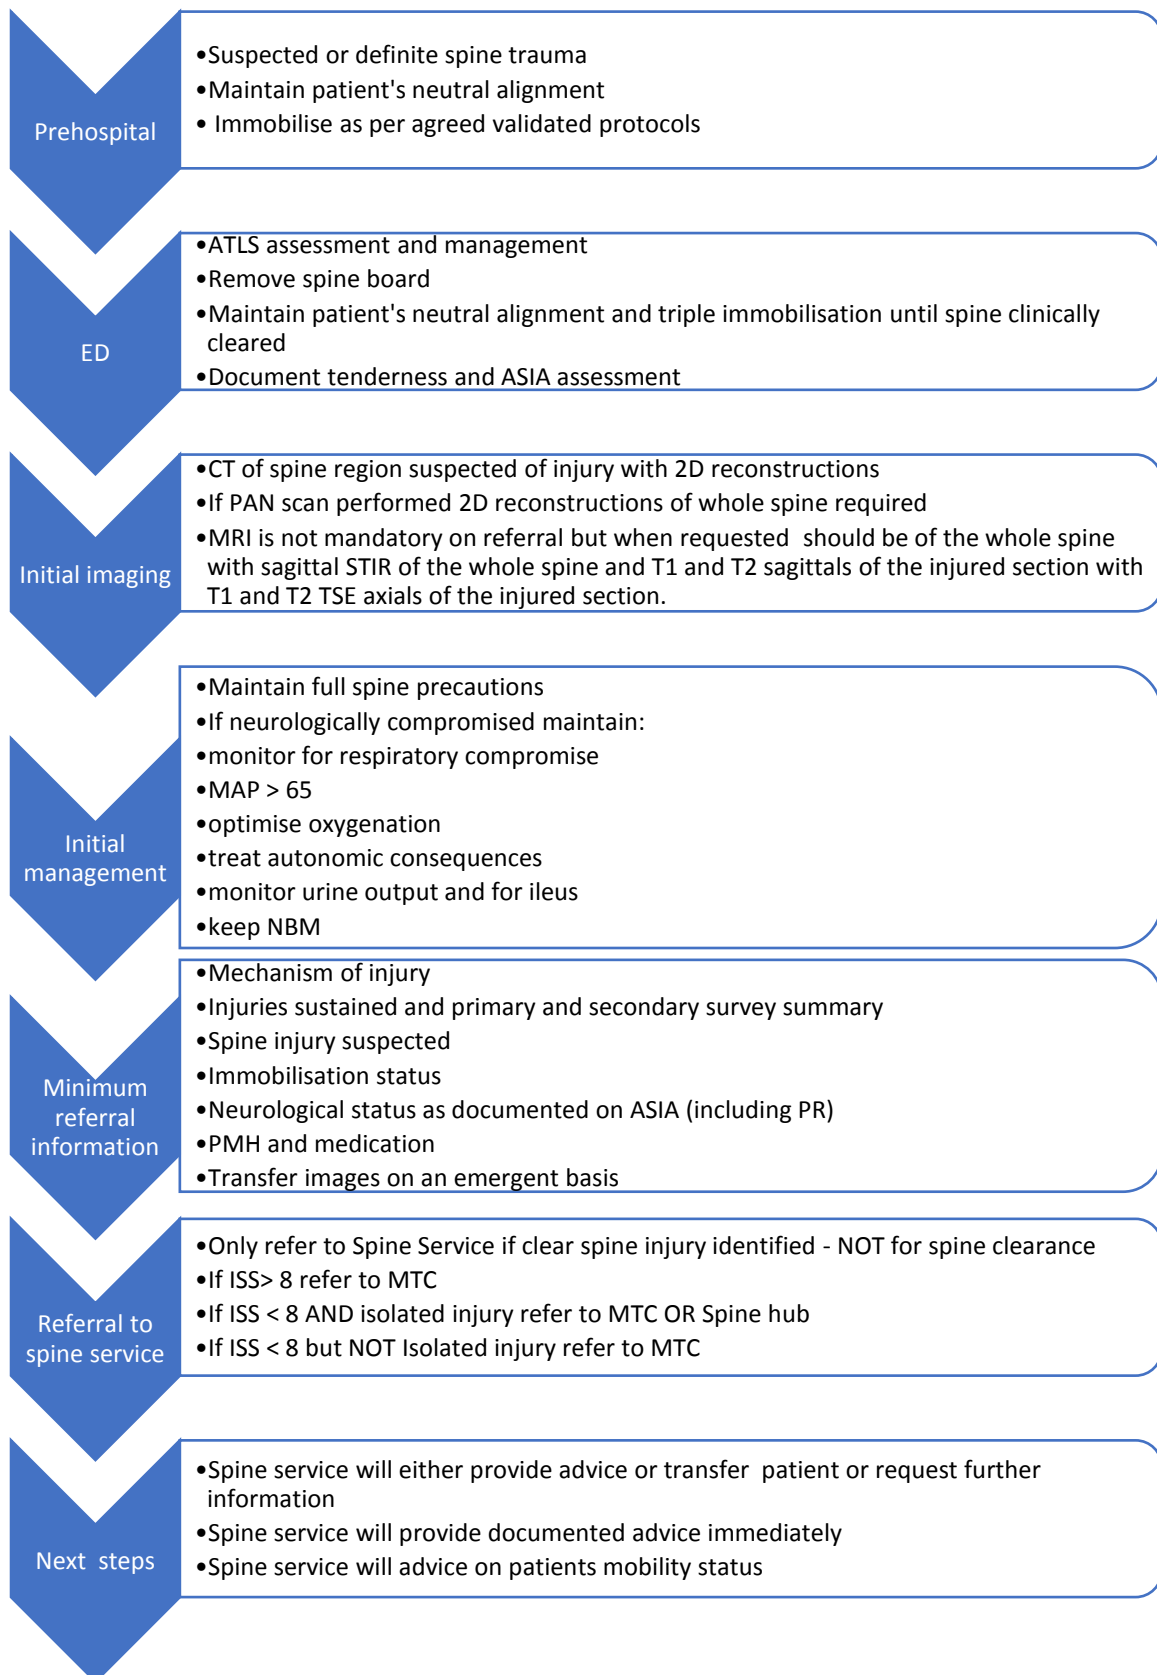 Prehospital
•Suspected or definite spine trauma
•Maintain patient's neutral alignment
• Immobilise as per agreed validated protocols
ED
•ATLS assessment and management
•Remove spine board
•Maintain patient's neutral alignment and triple immobilisation until spine clinically
cleared
•Document tenderness and ASIA assessment
Initial imaging
•CT of spine region suspected of injury with 2D reconstructions
•If PAN scan performed 2D reconstructions of whole spine required
•MRI is not mandatory on referral but when requested  should be of the whole spine
with sagittal STIR of the whole spine and T1 and T2 sagittals of the injured section with
T1 and T2 TSE axials of the injured section.
Initial
management
•Maintain full spine precautions
•If neurologically compromised maintain:
•monitor for respiratory compromise
•MAP > 65
•optimise oxygenation
•treat autonomic consequences
•monitor urine output and for ileus
•keep NBM
Minimum
referral
information
•Mechanism of injury
•Injuries sustained and primary and secondary survey summary
•Spine injury suspected
•Immobilisation status
•Neurological status as documented on ASIA (including PR)
•PMH and medication
•Transfer images on an emergent basis
Referral to
spine service
•Only refer to Spine Service if clear spine injury identified - NOT for spine clearance
•If ISS> 8 refer to MTC
•If ISS < 8 AND isolated injury refer to MTC OR Spine hub
•If ISS < 8 but NOT Isolated injury refer to MTC
Next  steps
•Spine service will either provide advice or transfer  patient or request further
information
•Spine service will provide documented advice immediately
•Spine service will advice on patients mobility status